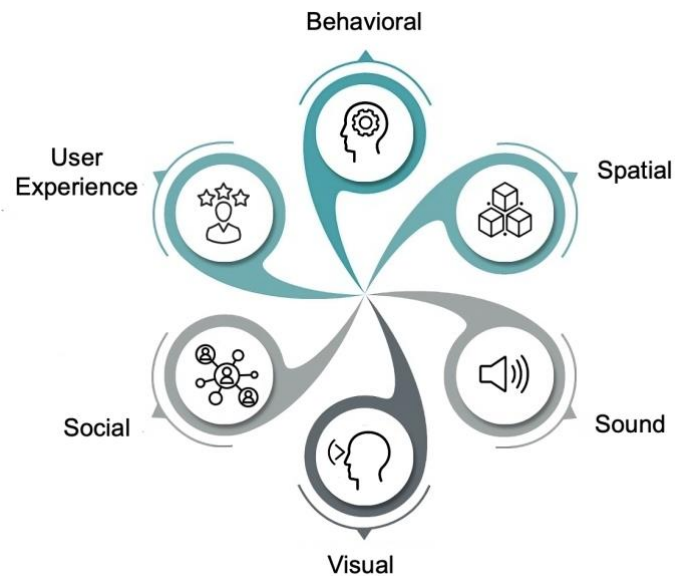 Behavioral
User
Experience
Spatial
Social
Sound
Visual